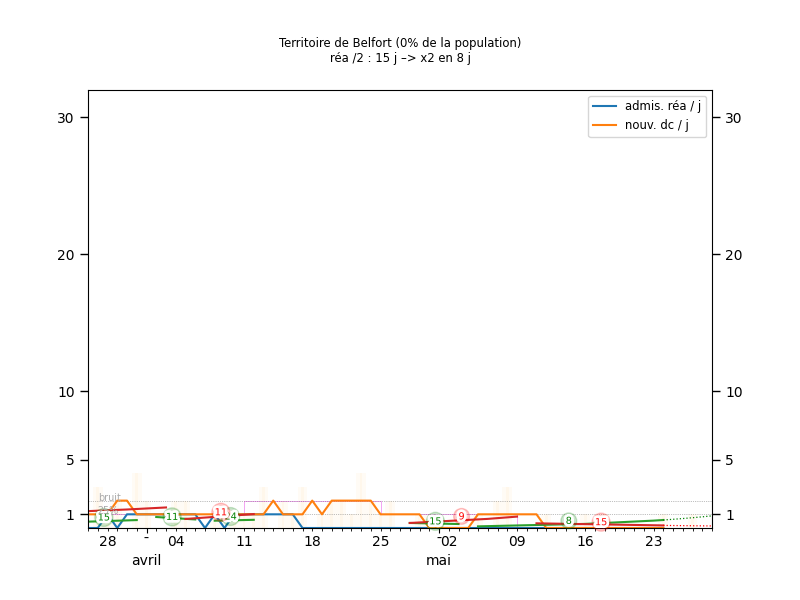 Territoire de Belfort (0% de la population)
réa /2 : 15 j –> x2 en 8 j
admis. réa / j
nouv. dc / j
30 30
20 20
10 10
5 5
bruit
15 11 11 4 15 9 8 15
1 1
28 - 04 11 18 25 -02 09 16 23
avril mai